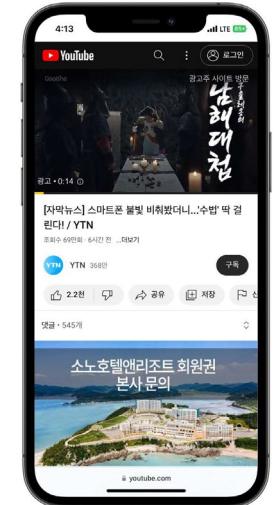 4:13
LTE
YouTube
로그인
광고주 사이트 방문
남해대첩
광고 • 0:14
[자막뉴스] 스마트폰 불빛 비춰봤더니...'수법' 딱 걸
린다! / YTN
조회수 69만회 · 6시간 전 ...더보기
YTN
YTN 368만
구독
2.2천
공유
저장
신
댓글 • 545개
소노호텔앤리조트 회원권
본사 문의
youtube.com